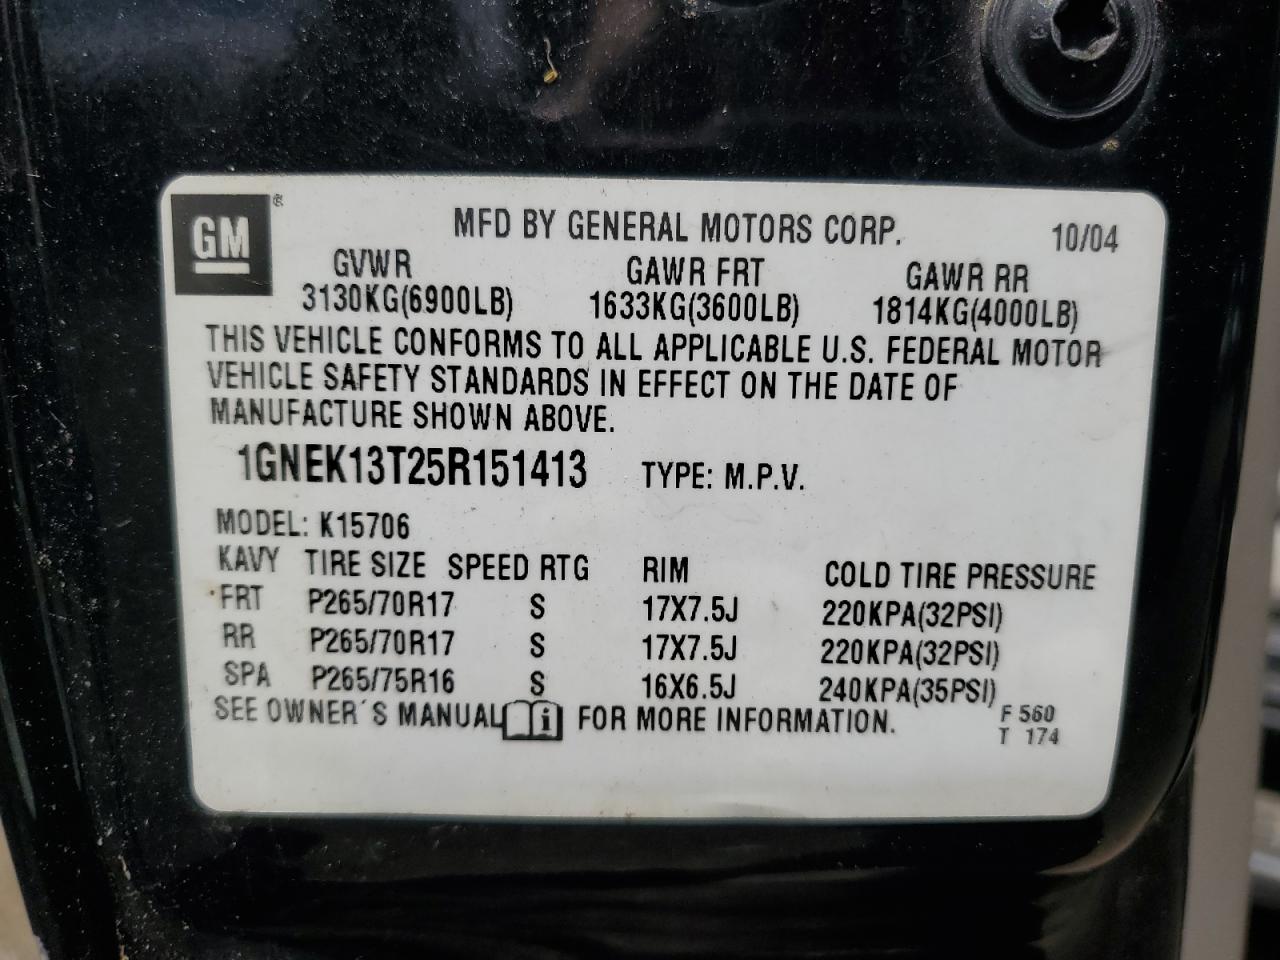 GM ®
MFD BY GENERAL MOTORS CORP. 10/04
GVWR GAWR FRT GAWR RR
3130KG(6900LB) 1633KG(3600LB) 1814KG(4000LB)
THIS VEHICLE CONFORMS TO ALL APPLICABLE U.S. FEDERAL MOTOR
VEHICLE SAFETY STANDARDS IN EFFECT ON THE DATE OF
MANUFACTURE SHOWN ABOVE.
1GNEK13T25R151413 TYPE: M.P.V.
MODEL: K15706
KAVY TIRE SIZE SPEED RTG RIM COLD TIRE PRESSURE
FRT P265/70R17 S 17X7.5J 220KPA(32PSI)
RR P265/70R17 S 17X7.5J 220KPA(32PSI)
SPA P265/75R16 S 16X6.5J 240KPA(35PSI)
SEE OWNER´S MANUAL i FOR MORE INFORMATION.
F 560
T 174